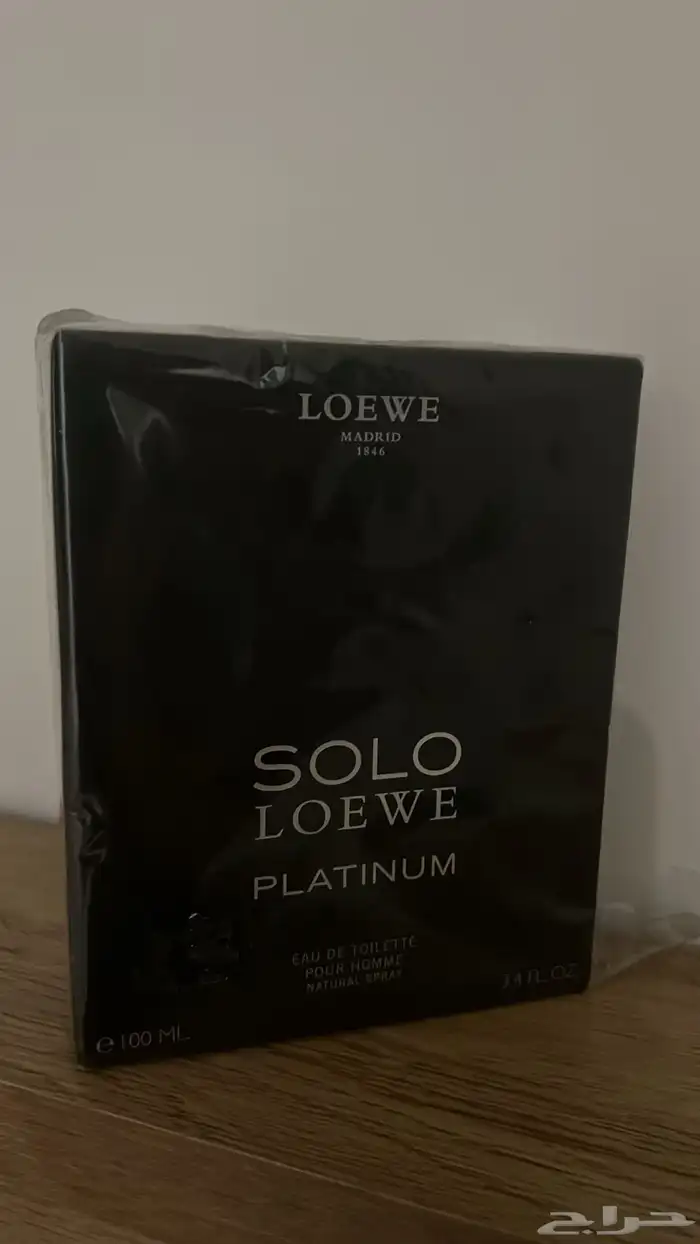 LOEWE
MADRID
1846
SOLO
LOEWE
PLATINUM
EAU DE TOILETTE
POUR HOMME
NATURAL SPRAY
e 100 ML
3.4 FL. OZ.
حراج